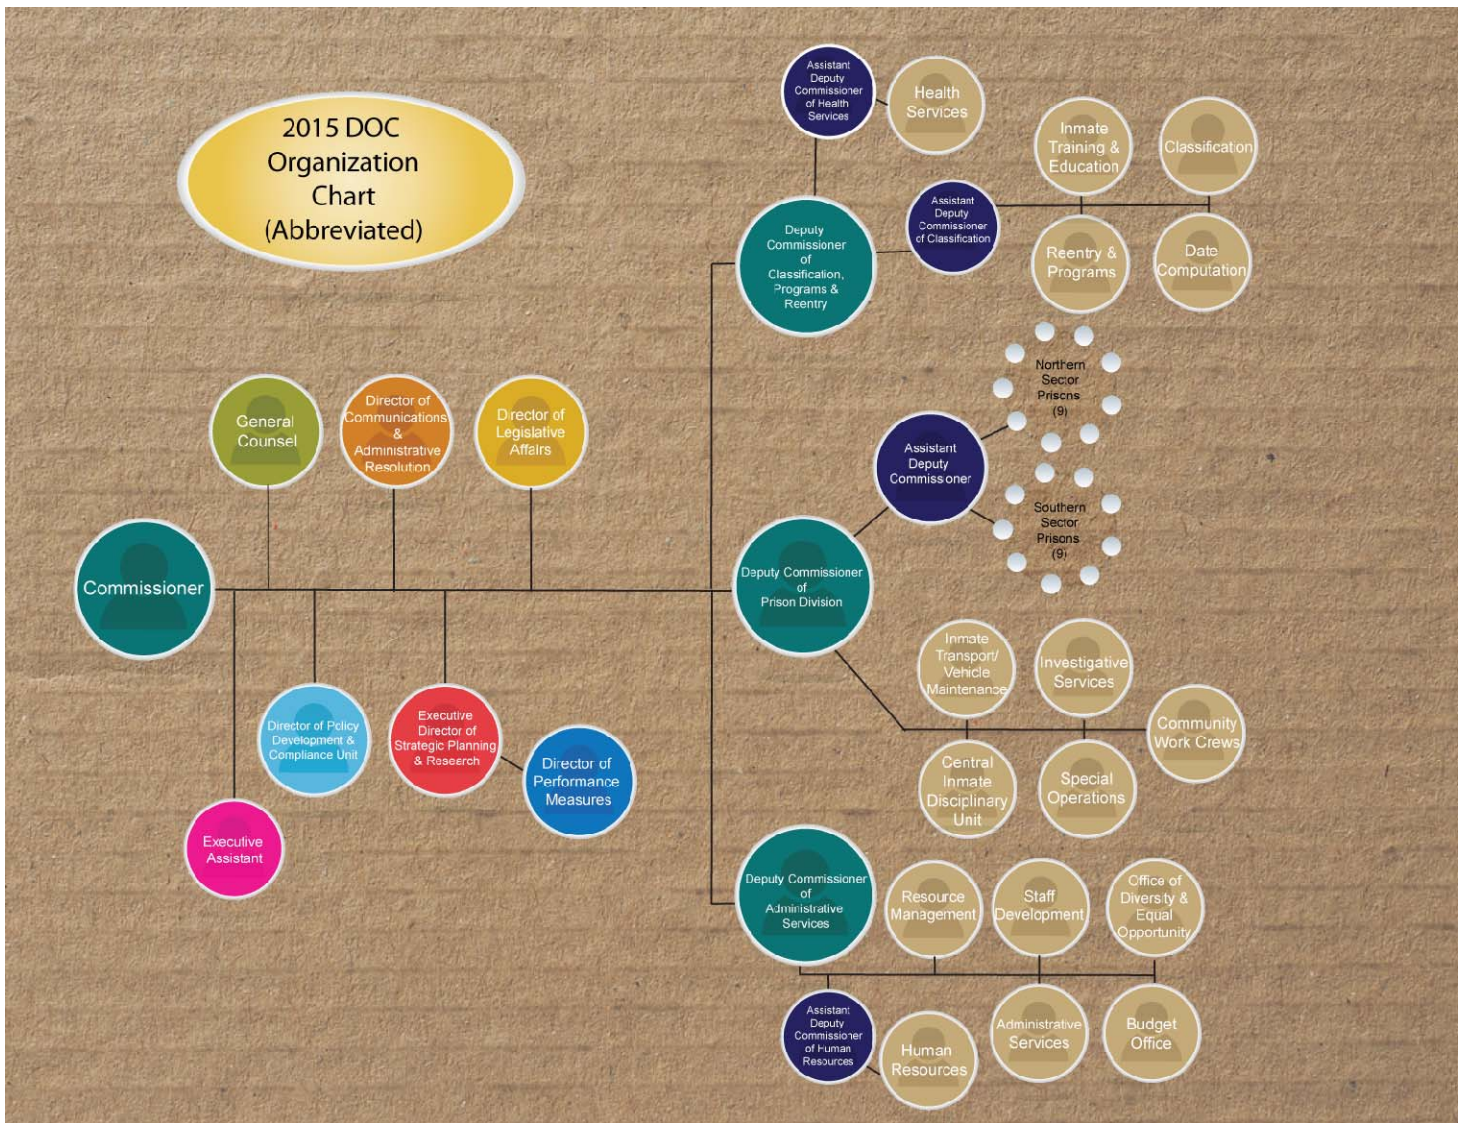 2015 DOC
Organization
Chart
(Abbreviated)
Assistant
Deputy
Commissioner
of Health
Services
Health
Services
Inmate
Training &
Education
Classification
Assistant
Deputy
Commissioner
of Classification
Deputy
Commissioner
of
Classification,
Programs &
Reentry
Reentry &
Programs
Date
Computation
Northern
Sector
Prisons
(9)
General
Counsel
Director of
Communications
&
Administrative
Resolution
Director of
Legislative
Affairs
Assistant
Deputy
Commissioner
Southern
Sector
Prisons
(9)
Commissioner
Deputy Commissioner
of
Prison Division
Inmate
Transport/
Vehicle
Maintenance
Investigative
Services
Community
Work Crews
Central
Inmate
Disciplinary
Unit
Special
Operations
Director of Policy
Development &
Compliance Unit
Executive
Director of
Strategic Planning
& Research
Director of
Performance
Measures
Executive
Assistant
Deputy Commissioner
of
Administrative
Services
Resource
Management
Staff
Development
Office of
Diversity &
Equal
Opportunity
Assistant
Deputy
Commissioner
of Human
Resources
Human
Resources
Administrative
Services
Budget
Office